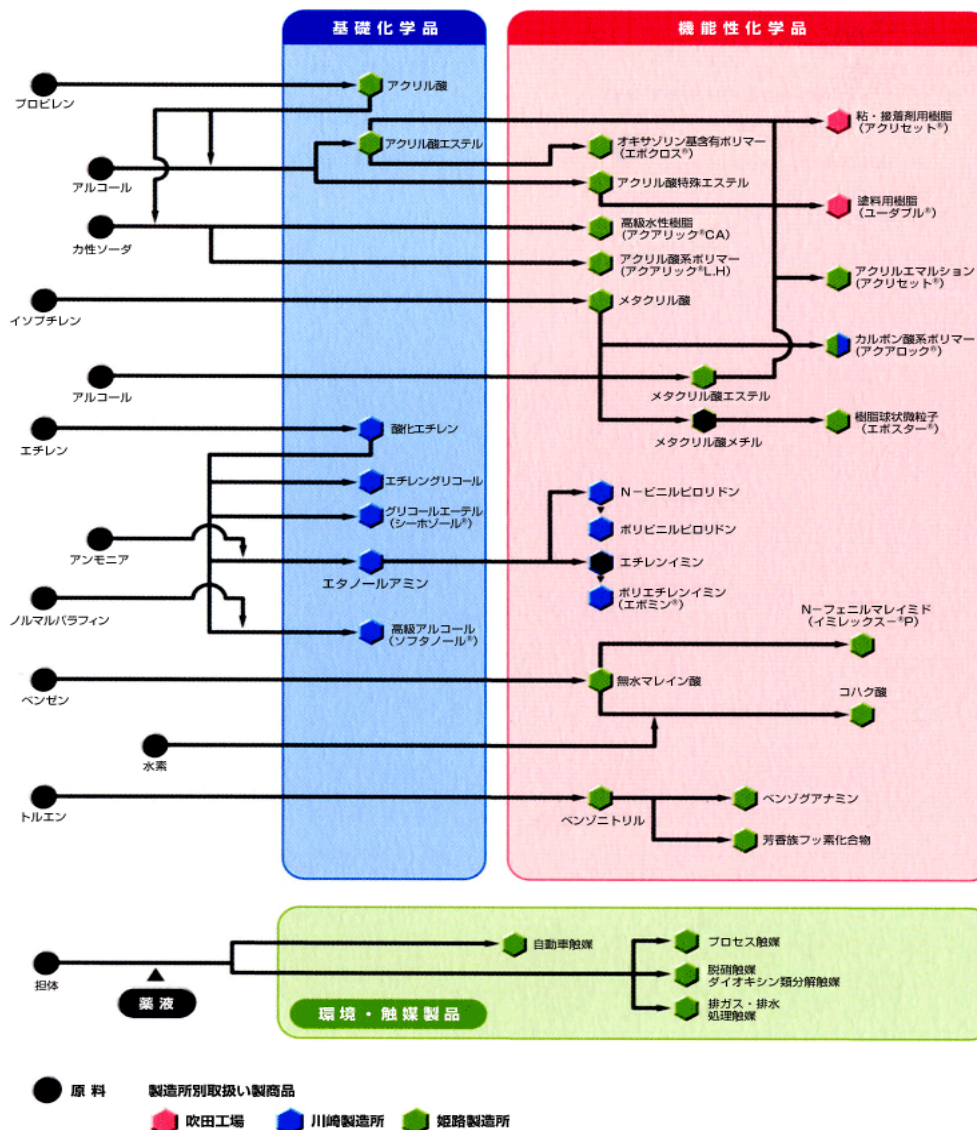 基礎化学品
機能性化学品
プロピレン
アクリル酸
粘・接着剤用樹脂
(アクリセット®)
アクリル酸エステル
オキサゾリン基含有ポリマー
(エポクロス®)
アルコール
アクリル酸特殊エステル
塗料用樹脂
(ユーダブル®)
カ性ソーダ
高級水性樹脂
(アクアリック®CA)
アクリル酸系ポリマー
(アクアリック®L.H)
アクリルエマルション
(アクリセット®)
イソブチレン
メタクリル酸
カルボン酸系ポリマー
(アクアロック®)
アルコール
メタクリル酸エステル
エチレン
酸化エチレン
メタクリル酸メチル
樹脂球状微粒子
(エポスター®)
エチレングリコール
N-ビニルピロリドン
グリコールエーテル
(シーホゾール®)
ポリビニルピロリドン
アンモニア
エタノールアミン
エチレンイミン
ノルマルパラフィン
ポリエチレンイミン
(エポミン®)
高級アルコール
(ソフタノール®)
N-フェニルマレイミド
(イミレックス-®P)
ベンゼン
無水マレイン酸
コハク酸
水素
トルエン
ベンゾニトリル
ベンゾグアナミン
芳香族フッ素化合物
自動車触媒
プロセス触媒
担体
脱硝触媒
ダイオキシン類分解触媒
薬液
環境・触媒製品
排ガス・排水
処理触媒
原料
製造所別取扱い製商品
吹田工場
川崎製造所
姫路製造所